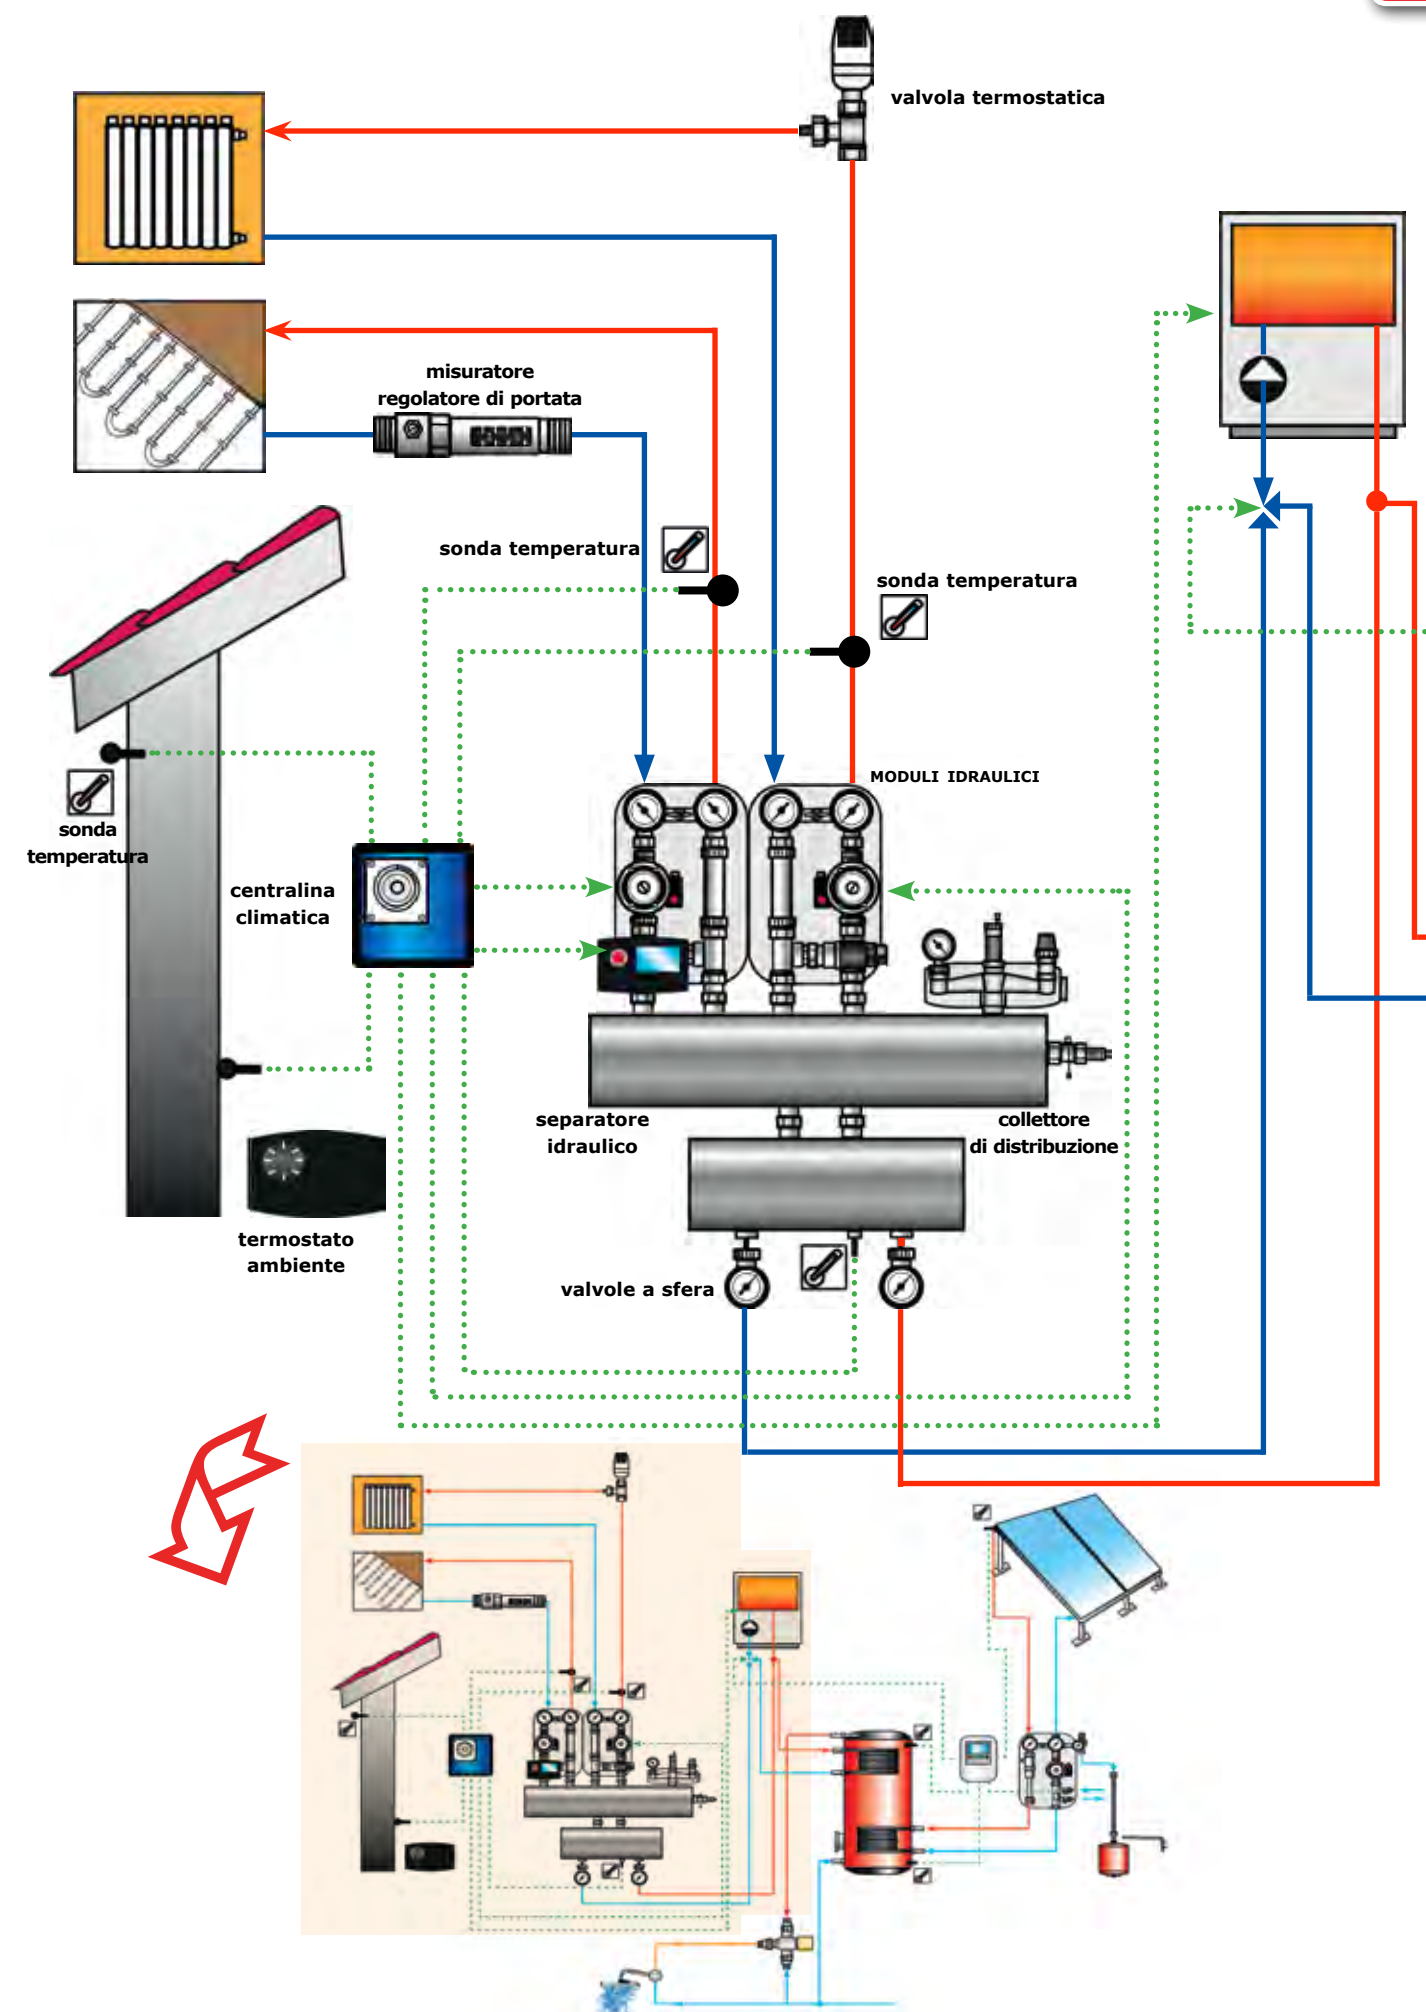 valvola termostatica
misuratore
regolatore di portata
sonda temperatura
sonda temperatura
MODULI IDRAULICI
sonda
temperatura
centralina
climatica
separatore
idraulico
collettore
di distribuzione
termostato
ambiente
valvole a sfera